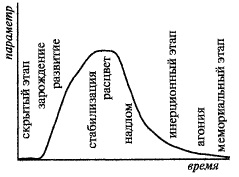 параметр
скрытый этап
зарождение
развитие
стабилизация
расцвет
надлом
инерционный этап
агония
мемориальный этап
время